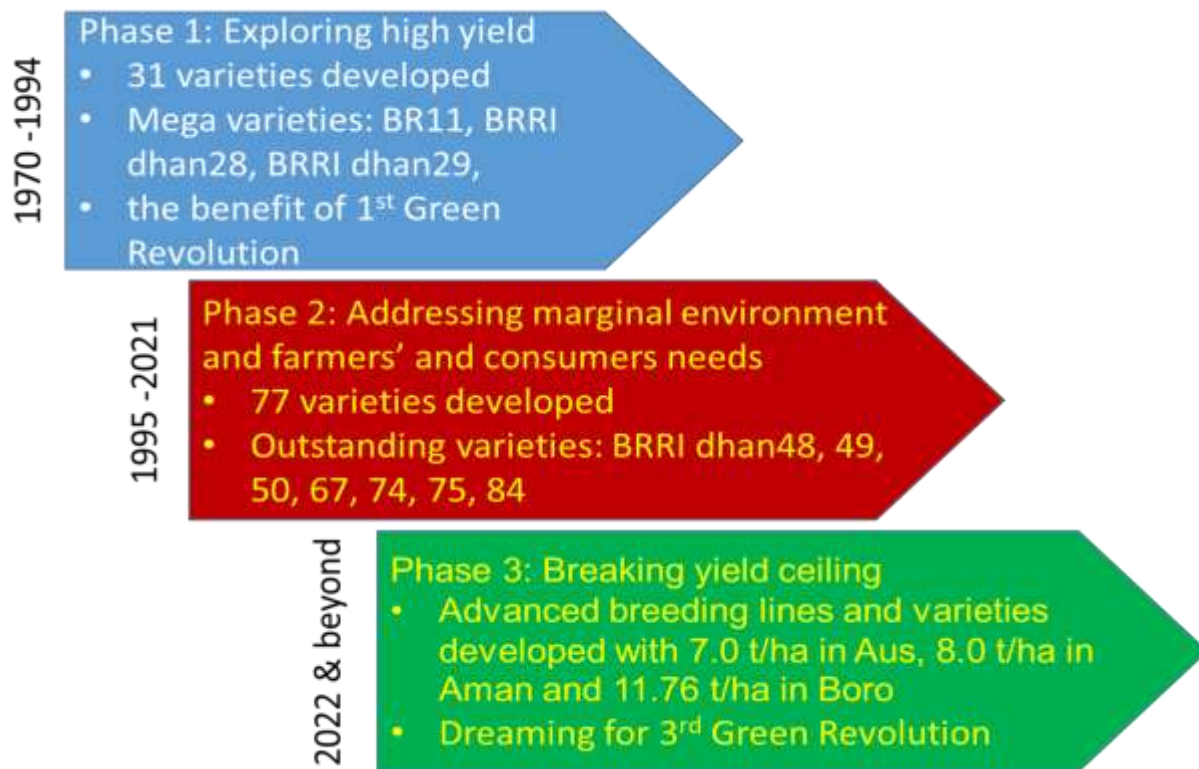 1970 -1994
Phase 1: Exploring high yield
• 31 varieties developed
• Mega varieties: BR11, BRRI
dhan28, BRRI dhan29,
• the benefit of 1st Green
Revolution
1995 -2021
Phase 2: Addressing marginal environment
and farmers’ and consumers needs
• 77 varieties developed
• Outstanding varieties: BRRI dhan48, 49,
50, 67, 74, 75, 84
2022 & beyond
Phase 3: Breaking yield ceiling
• Advanced breeding lines and varieties
developed with 7.0 t/ha in Aus, 8.0 t/ha in
Aman and 11.76 t/ha in Boro
• Dreaming for 3rd Green Revolution